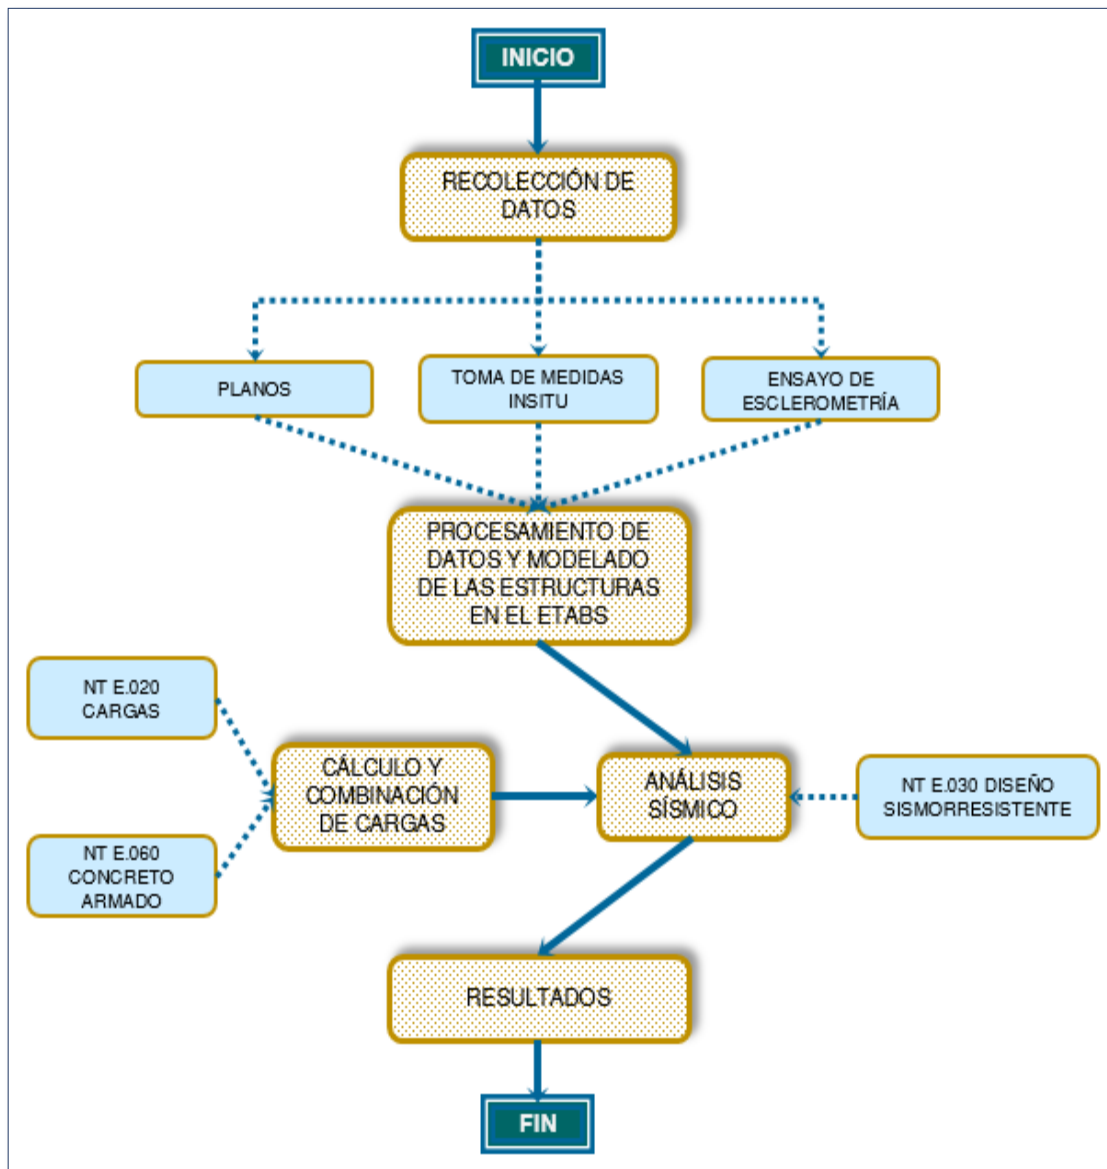 INICIO
RECOLECCIÓN DE
DATOS
PLANOS
TOMA DE MEDIDAS
INSITU
ENSAYO DE
ESCLEROMETRÍA
PROCESAMIENTO DE
DATOS Y MODELADO
DE LAS ESTRUCTURAS
EN EL ETABS
NT E.020
CARGAS
NT E.060
CONCRETO
ARMADO
CÁLCULO Y
COMBINACIÓN
DE CARGAS
ANÁLISIS
SÍSMICO
NT E.030 DISEÑO
SISMORRESISTENTE
RESULTADOS
FIN